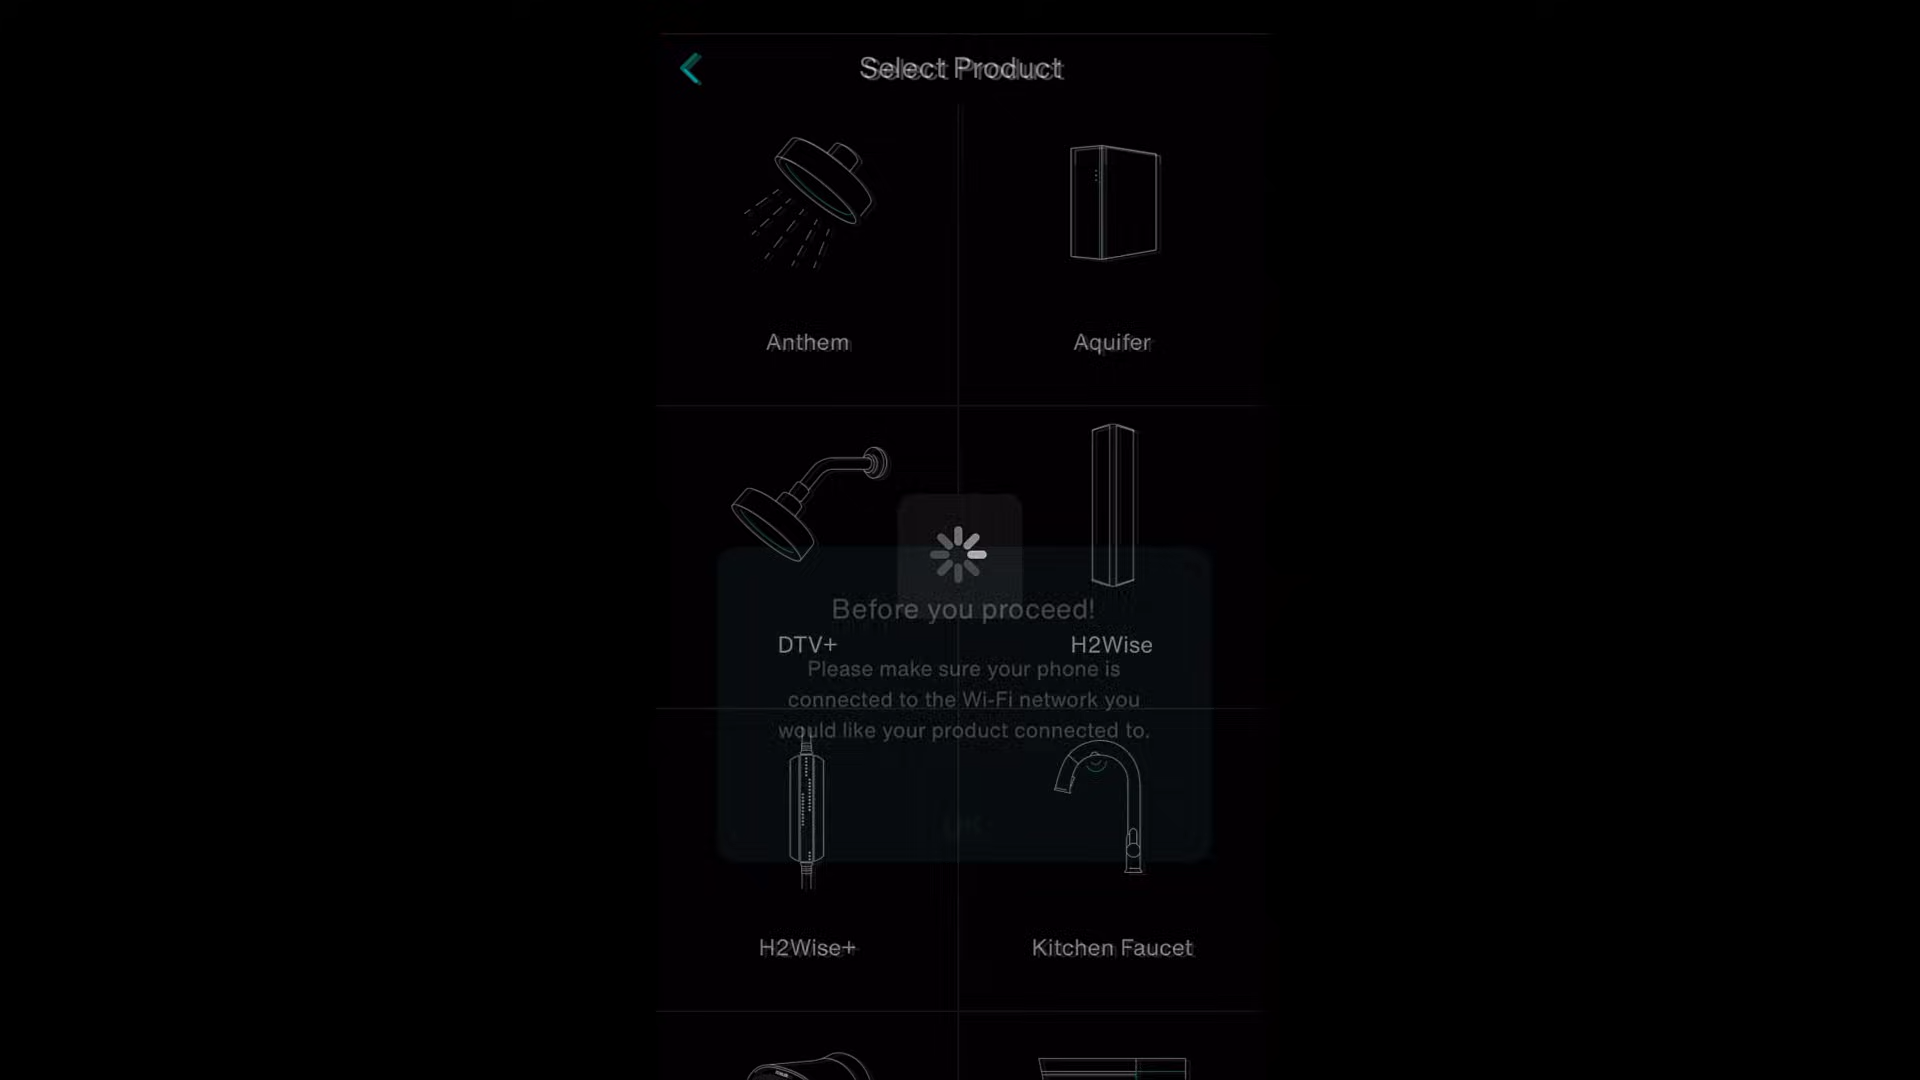 Select Product
Anthem
Aquifer
Before you proceed!
DTV+
H2Wise
Please make sure your phone is
connected to the Wi-Fi network you
would like your product connected to.
H2Wise+
Kitchen Faucet